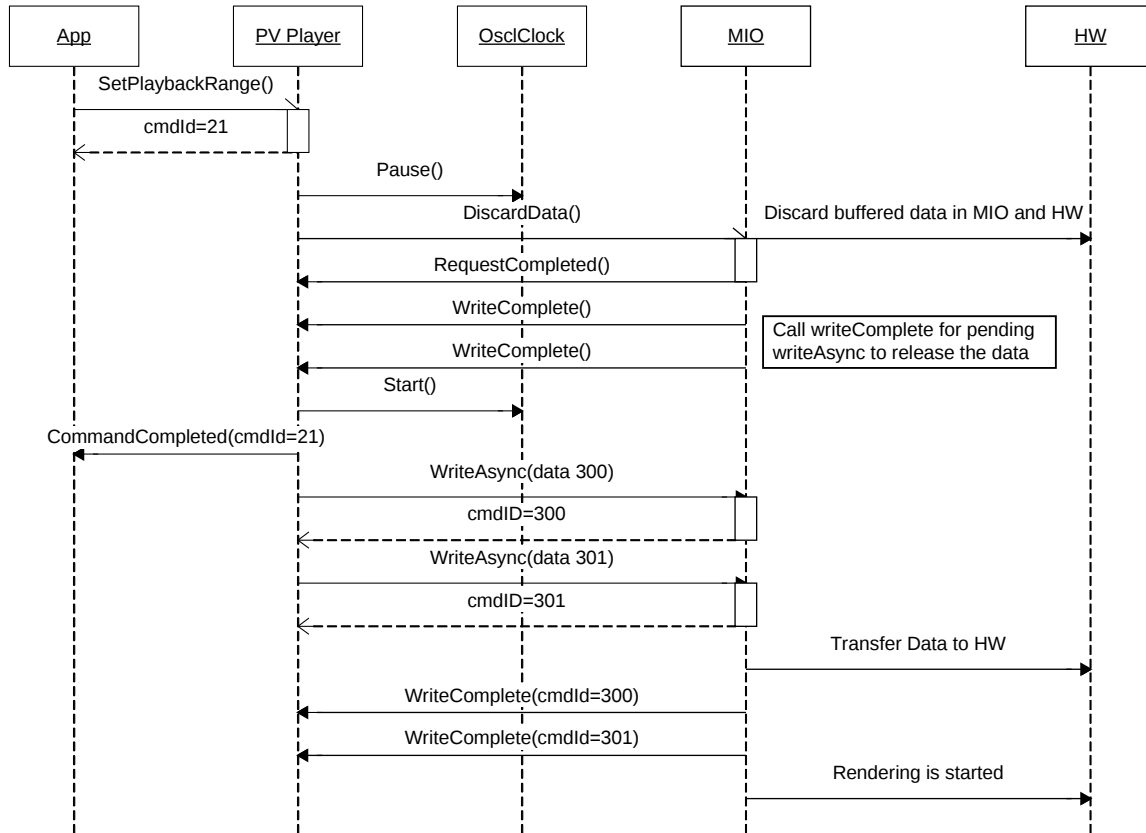 App
PV Player
OsclClock
MIO
HW
SetPlaybackRange()
cmdId=21
Pause()
DiscardData()
Discard buffered data in MIO and HW
RequestCompleted()
WriteComplete()
Call writeComplete for pending
writeAsync to release the data
WriteComplete()
Start()
CommandCompleted(cmdId=21)
WriteAsync(data 300)
cmdID=300
WriteAsync(data 301)
cmdID=301
Transfer Data to HW
WriteComplete(cmdId=300)
WriteComplete(cmdId=301)
Rendering is started